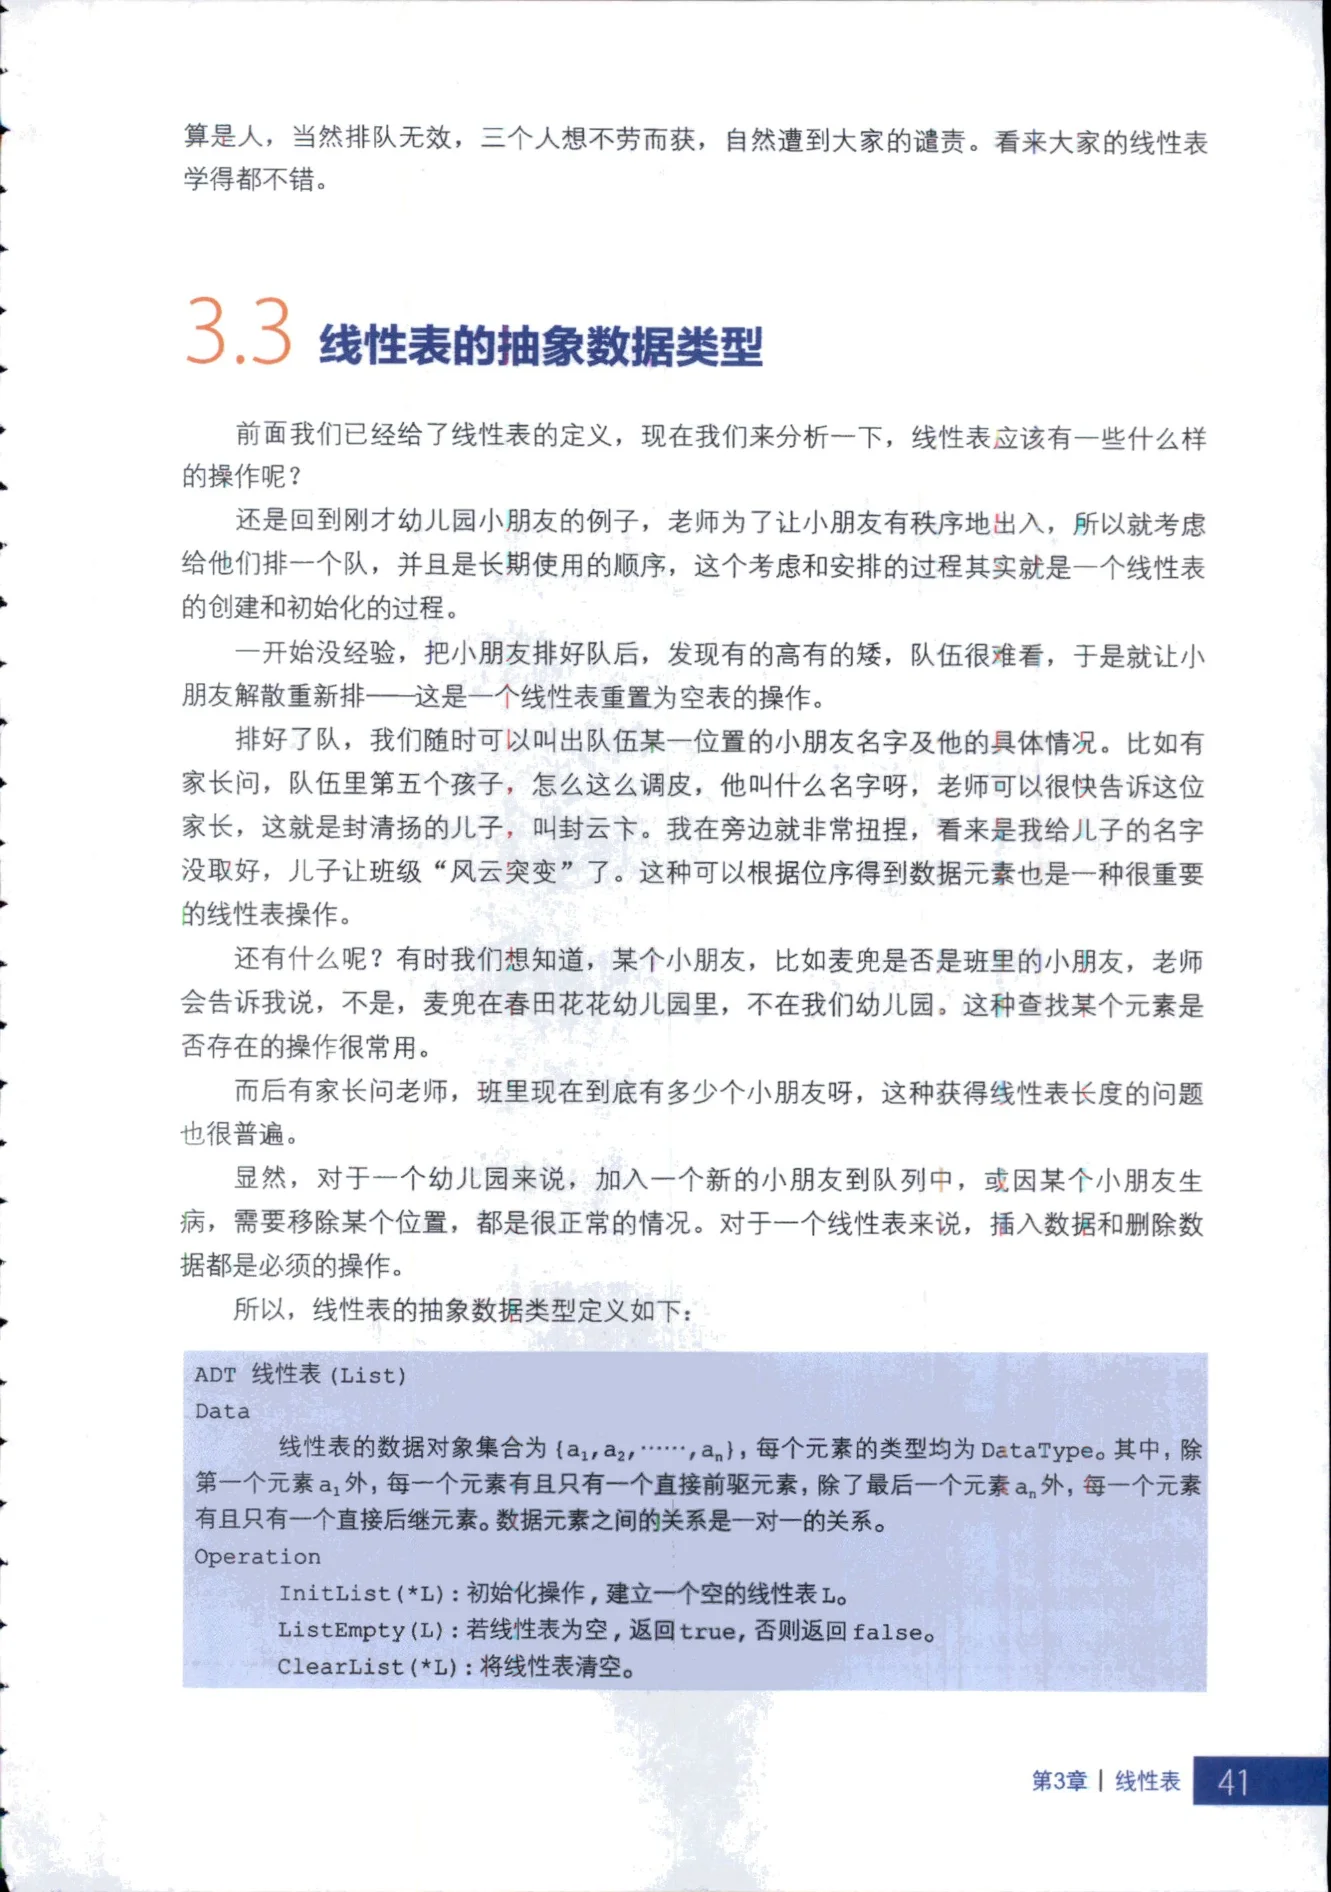 算是人，当然排队无效，三个人想不劳而获，自然遭到大家的谴责。看来大家的线性表
学得都不错。
3.3 线性表的抽象数据类型
前面我们已经给了线性表的定义，现在我们来分析一下，线性表应该有一些什么样
的操作呢？
还是回到刚才幼儿园小朋友的例子，老师为了让小朋友有秩序地出入，所以就考虑
给他们排一个队，并且是长期使用的顺序，这个考虑和安排的过程其实就是一个线性表
的创建和初始化的过程。
一开始没经验，把小朋友排好队后，发现有的高有的矮，队伍很难看，于是就让小
朋友解散重新排——这是一个线性表重置为空表的操作。
排好了队，我们随时可以叫出队伍某一位置的小朋友名字及他的具体情况。比如有
家长问，队伍里第五个孩子，怎么这么调皮，他叫什么名字呀，老师可以很快告诉这位
家长，这就是封清扬的儿子，叫封云卞。我在旁边就非常扭捏，看来是我给儿子的名字
没取好，儿子让班级“风云突变”了。这种可以根据位序得到数据元素也是一种很重要
的线性表操作。
还有什么呢？有时我们想知道，某个小朋友，比如麦兜是否是班里的小朋友，老师
会告诉我说，不是，麦兜在春田花花幼儿园里，不在我们幼儿园。这种查找某个元素是
否存在的操作很常用。
而后有家长问老师，班里现在到底有多少个小朋友呀，这种获得线性表长度的问题
也很普遍。
显然，对于一个幼儿园来说，加入一个新的小朋友到队列中，或因某个小朋友生
病，需要移除某个位置，都是很正常的情况。对于一个线性表来说，插入数据和删除数
据都是必须的操作。
所以，线性表的抽象数据类型定义如下：
ADT 线性表(List)
Data
线性表的数据对象集合为{a₁,a₂,……,aₙ}，每个元素的类型均为DataType。其中，除
第一个元素a₁外，每一个元素有且只有一个直接前驱元素，除了最后一个元素aₙ外，每一个元素
有且只有一个直接后继元素。数据元素之间的关系是一对一的关系。
Operation
InitList(*L)：初始化操作，建立一个空的线性表L。
ListEmpty(L)：若线性表为空，返回true，否则返回false。
ClearList(*L)：将线性表清空。
第3章 | 线性表 41